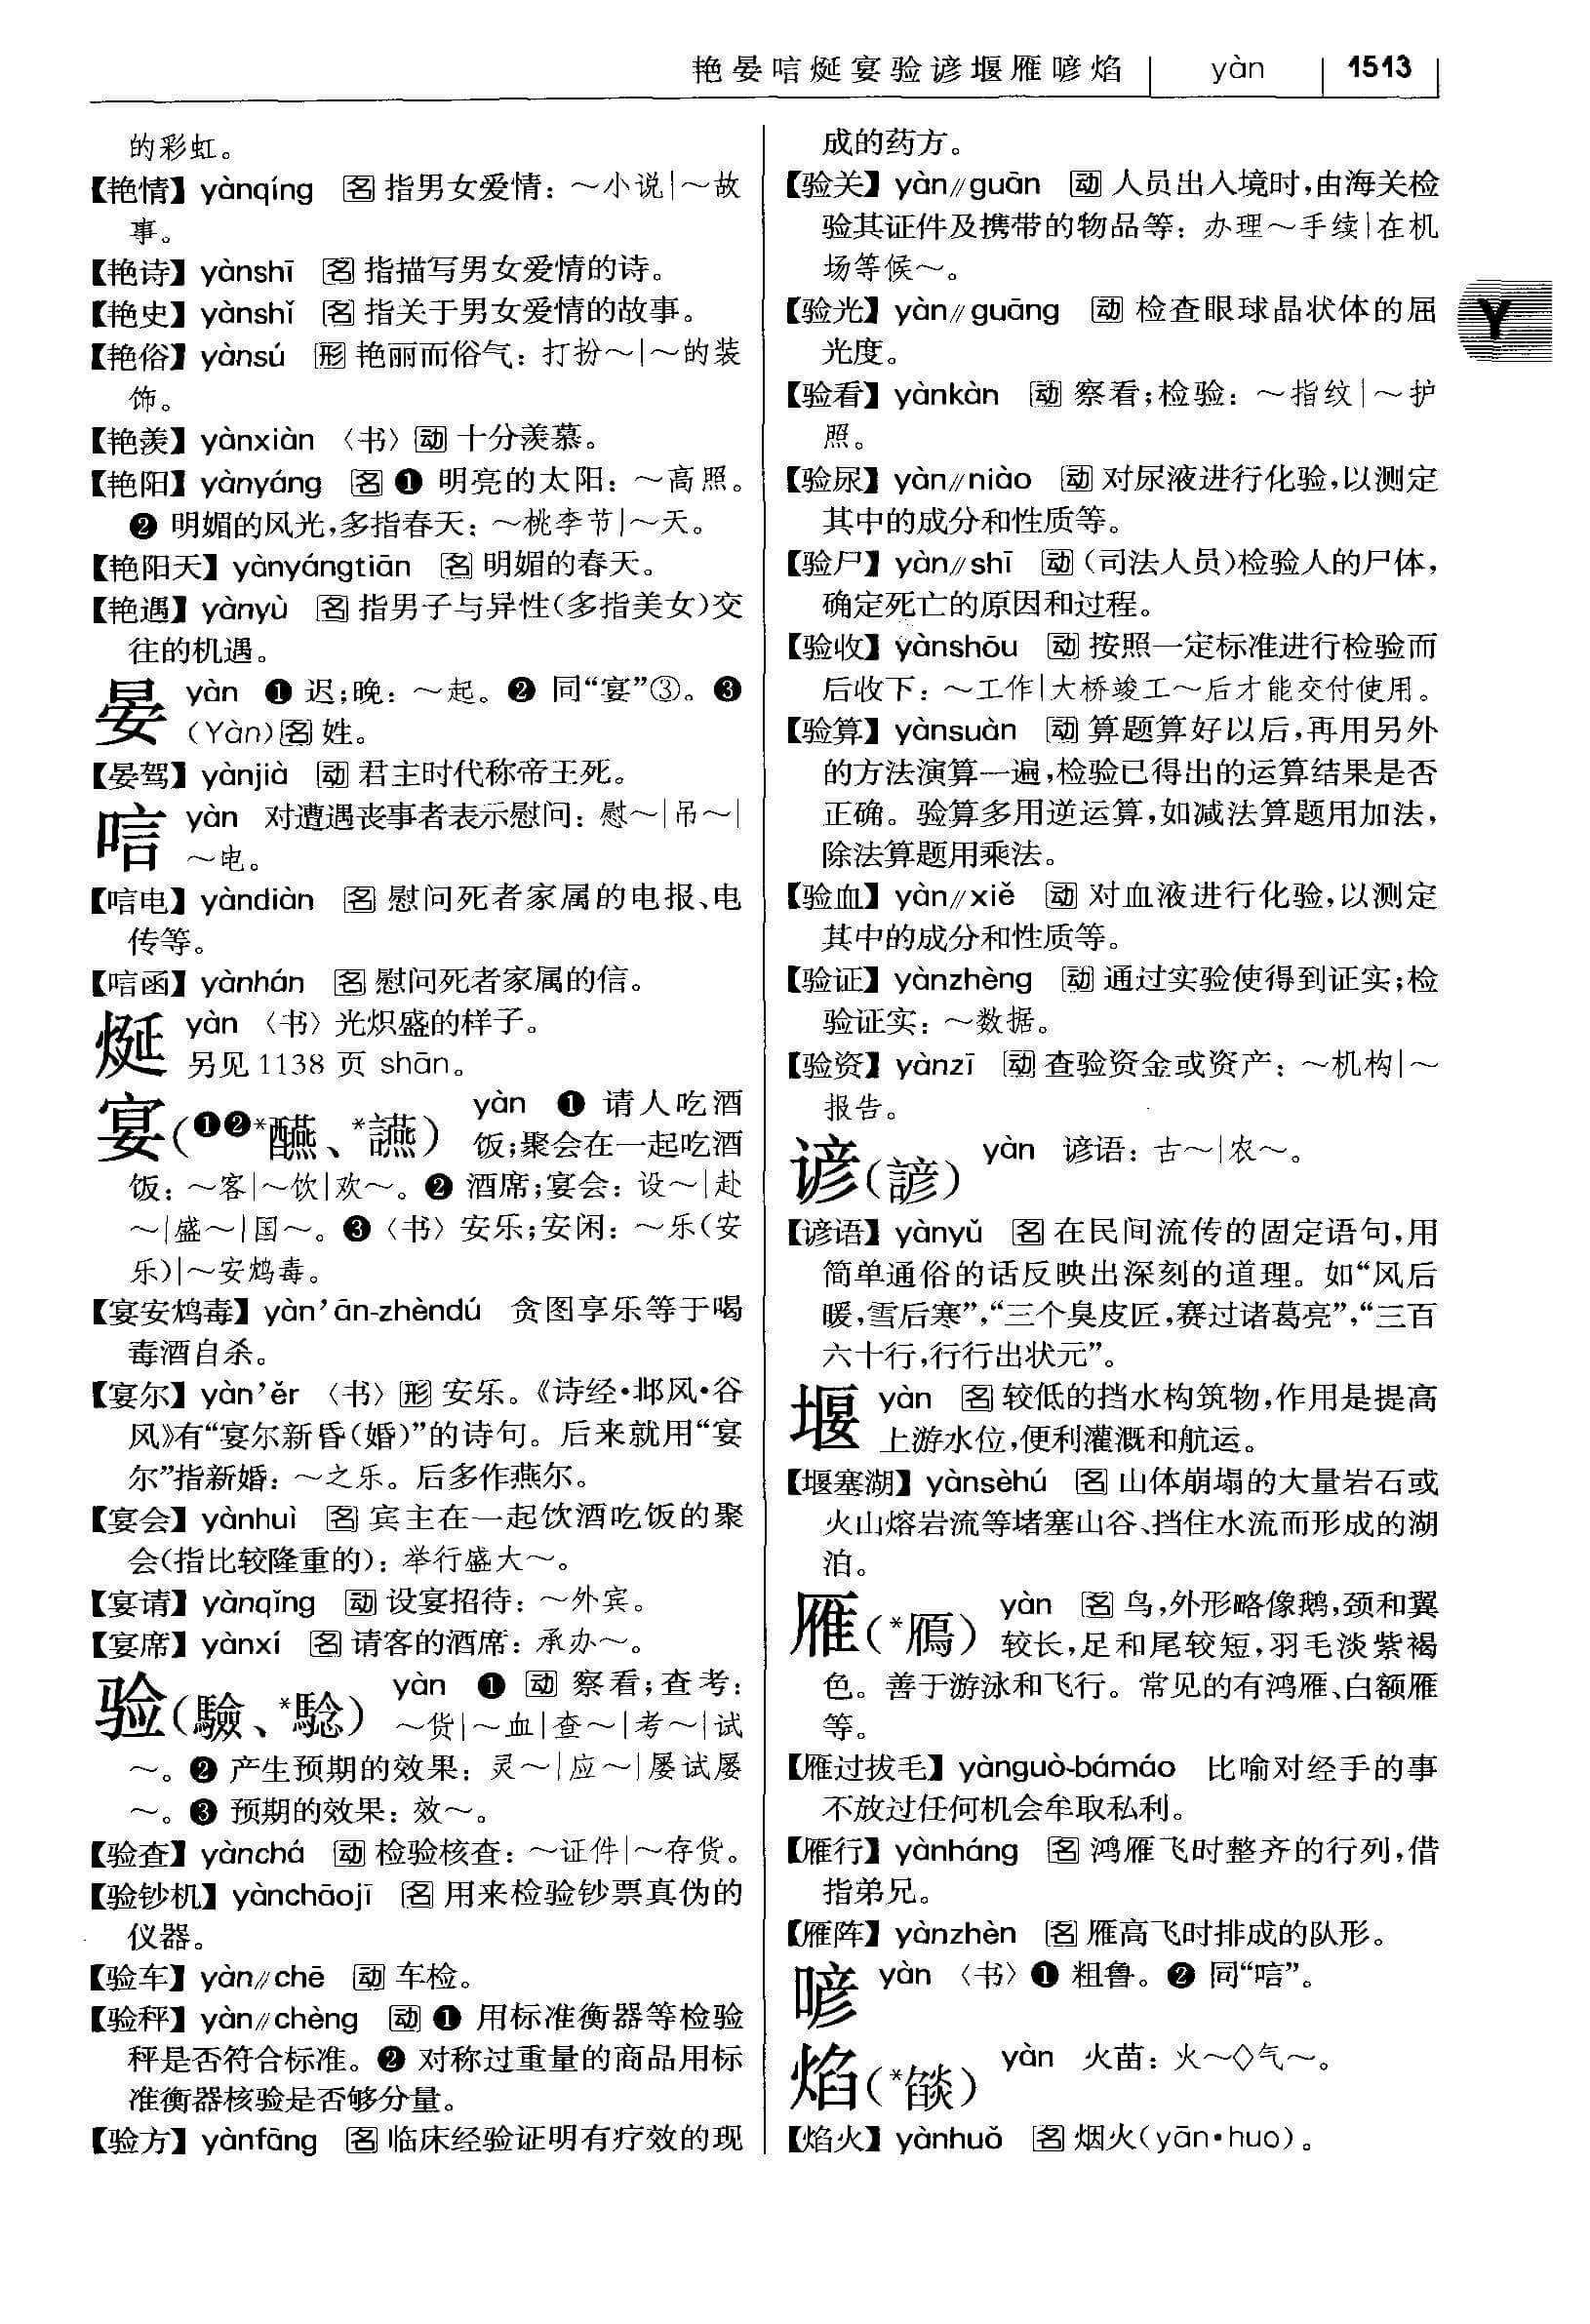 艳晏唁烻宴验谚堰雁喭焰 yàn 1513
的彩虹。
【艳情】yànqíng 名 指男女爱情：～小说|～故
事。
【艳诗】yànshī 名 指描写男女爱情的诗。
【艳史】yànshǐ 名 指关于男女爱情的故事。
【艳俗】yànsú 形 艳丽而俗气：打扮～|～的装
饰。
【艳羡】yànxiàn〈书〉动 十分羡慕。
【艳阳】yànyáng 名 ❶ 明亮的太阳：～高照。
❷ 明媚的风光,多指春天：～桃李节|～天。
【艳阳天】yànyángtiān 名 明媚的春天。
【艳遇】yànyù 名 指男子与异性(多指美女)交
往的机遇。
晏 yàn ❶ 迟;晚：～起。❷ 同“宴”③。❸
(Yàn)名 姓。
【晏驾】yànjià 动 君主时代称帝王死。
唁 yàn 对遭遇丧事者表示慰问：慰～|吊～|
～电。
【唁电】yàndiàn 名 慰问死者家属的电报、电
传等。
【唁函】yànhán 名 慰问死者家属的信。
烻 yàn〈书〉光炽盛的样子。
另见 1138 页 shān。
宴(❶❷*醼、*讌) yàn ❶ 请人吃酒
饭;聚会在一起吃酒
饭：～客|～饮|欢～。❷ 酒席;宴会：设～|赴
～|盛～|国～。❸〈书〉安乐;安闲：～乐(安
乐)|～安鸩毒。
【宴安鸩毒】yàn’ān-zhèndú 贪图享乐等于喝
毒酒自杀。
【宴尔】yàn’ěr〈书〉形 安乐。《诗经•邶风•谷
风》有“宴尔新昏(婚)”的诗句。后来就用“宴
尔”指新婚：～之乐。后多作燕尔。
【宴会】yànhuì 名 宾主在一起饮酒吃饭的聚
会(指比较隆重的)：举行盛大～。
【宴请】yànqǐng 动 设宴招待：～外宾。
【宴席】yànxí 名 请客的酒席：承办～。
验(驗、*騐) yàn ❶ 动 察看;查考：
～货|～血|查～|考～|试
～。❷ 产生预期的效果：灵～|应～|屡试屡
～。❸ 预期的效果：效～。
【验查】yànchá 动 检验核查：～证件|～存货。
【验钞机】yànchāojī 名 用来检验钞票真伪的
仪器。
【验车】yàn//chē 动 车检。
【验秤】yàn//chèng 动 ❶ 用标准衡器等检验
秤是否符合标准。❷ 对称过重量的商品用标
准衡器核验是否够分量。
【验方】yànfāng 名 临床经验证明有疗效的现
成的药方。
【验关】yàn//guān 动 人员出入境时,由海关检
验其证件及携带的物品等：办理～手续|在机
场等候～。
【验光】yàn//guāng 动 检查眼球晶状体的屈
光度。
Y
【验看】yànkàn 动 察看;检验：～指纹|～护
照。
【验尿】yàn//niào 动 对尿液进行化验,以测定
其中的成分和性质等。
【验尸】yàn//shī 动 (司法人员)检验人的尸体,
确定死亡的原因和过程。
【验收】yànshōu 动 按照一定标准进行检验而
后收下：～工作|大桥竣工～后才能交付使用。
【验算】yànsuàn 动 算题算好以后,再用另外
的方法演算一遍,检验已得出的运算结果是否
正确。验算多用逆运算,如减法算题用加法,
除法算题用乘法。
【验血】yàn//xiě 动 对血液进行化验,以测定
其中的成分和性质等。
【验证】yànzhèng 动 通过实验使得到证实;检
验证实：～数据。
【验资】yànzī 动 查验资金或资产：～机构|～
报告。
谚(諺) yàn 谚语：古～|农～。
【谚语】yànyǔ 名 在民间流传的固定语句,用
简单通俗的话反映出深刻的道理。如“风后
暖,雪后寒”,“三个臭皮匠,赛过诸葛亮”,“三百
六十行,行行出状元”。
堰 yàn 名 较低的挡水构筑物,作用是提高
上游水位,便利灌溉和航运。
【堰塞湖】yànsèhú 名 山体崩塌的大量岩石或
火山熔岩流等堵塞山谷、挡住水流而形成的湖
泊。
雁(*鴈) yàn 名 鸟,外形略像鹅,颈和翼
较长,足和尾较短,羽毛淡紫褐
色。善于游泳和飞行。常见的有鸿雁、白额雁
等。
【雁过拔毛】yànguò-bámáo 比喻对经手的事
不放过任何机会牟取私利。
【雁行】yànháng 名 鸿雁飞时整齐的行列,借
指弟兄。
【雁阵】yànzhèn 名 雁高飞时排成的队形。
喭 yàn〈书〉❶ 粗鲁。❷ 同“唁”。
焰(*燄) yàn 火苗：火～◇气～。
【焰火】yànhuǒ 名 烟火(yān•huo)。